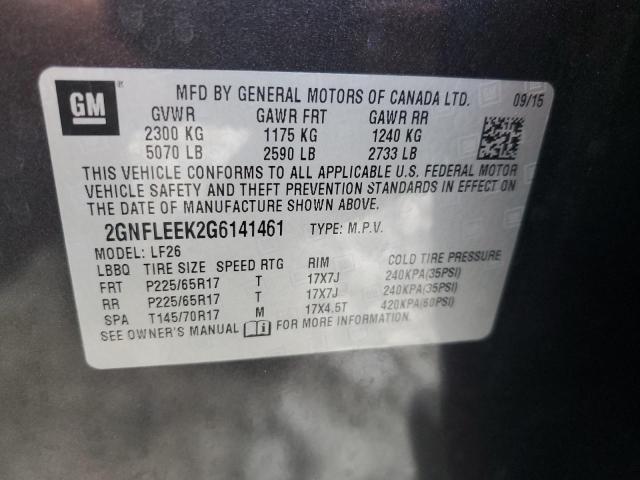 GM
MFD BY GENERAL MOTORS OF CANADA LTD. 09/15
GVWR GAWR FRT GAWR RR
2300 KG 1175 KG 1240 KG
5070 LB 2590 LB 2733 LB
THIS VEHICLE CONFORMS TO ALL APPLICABLE U.S. FEDERAL MOTOR
VEHICLE SAFETY AND THEFT PREVENTION STANDARDS IN EFFECT ON
THE DATE OF MANUFACTURE SHOWN ABOVE.
2GNFLEEK2G6141461 TYPE: M.P.V.
MODEL: LF26
LBBQ TIRE SIZE SPEED RTG RIM COLD TIRE PRESSURE
FRT P225/65R17 T 17X7J 240KPA(35PSI)
RR P225/65R17 T 17X7J 240KPA(35PSI)
SPA T145/70R17 M 17X4.5T 420KPA(60PSI)
SEE OWNER'S MANUAL FOR MORE INFORMATION.